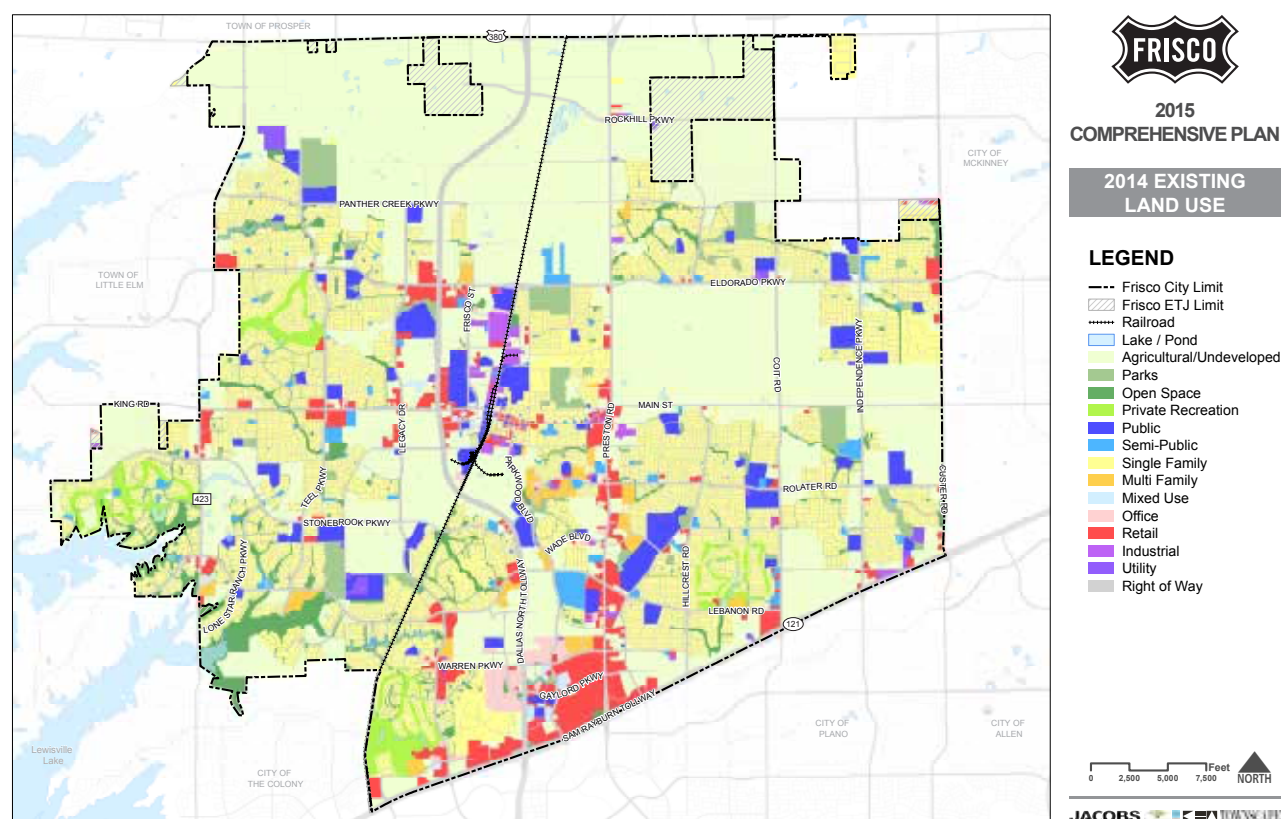 TOWN OF PROSPER
380
ROCKHILL PKWY
CITY OF
MCKINNEY
PANTHER CREEK PKWY
TOWN OF
LITTLE ELM
ELDORADO PKWY
FRISCO ST
INDEPENDENCE PKWY
COIT RD
KING RD
MAIN ST
LEGACY DR
PRESTON RD
PARKWOOD BLVD
CUSTER RD
423
TEEL PKWY
ROLATER RD
STONEBROOK PKWY
WADE BLVD
HILLCREST RD
LONE STAR RANCH PKWY
DALLAS NORTH TOLLWAY
LEBANON RD
121
WARREN PKWY
GAYLORD PKWY
SAM RAYBURN TOLLWAY
Lewisville
Lake
CITY OF
THE COLONY
CITY OF
PLANO
CITY OF
ALLEN
FRISCO
2015
COMPREHENSIVE PLAN
2014 EXISTING
LAND USE
LEGEND
Frisco City Limit
Frisco ETJ Limit
Railroad
Lake / Pond
Agricultural/Undeveloped
Parks
Open Space
Private Recreation
Public
Semi-Public
Single Family
Multi Family
Mixed Use
Office
Retail
Industrial
Utility
Right of Way
Feet
0 2,500 5,000 7,500
NORTH
JACOBS